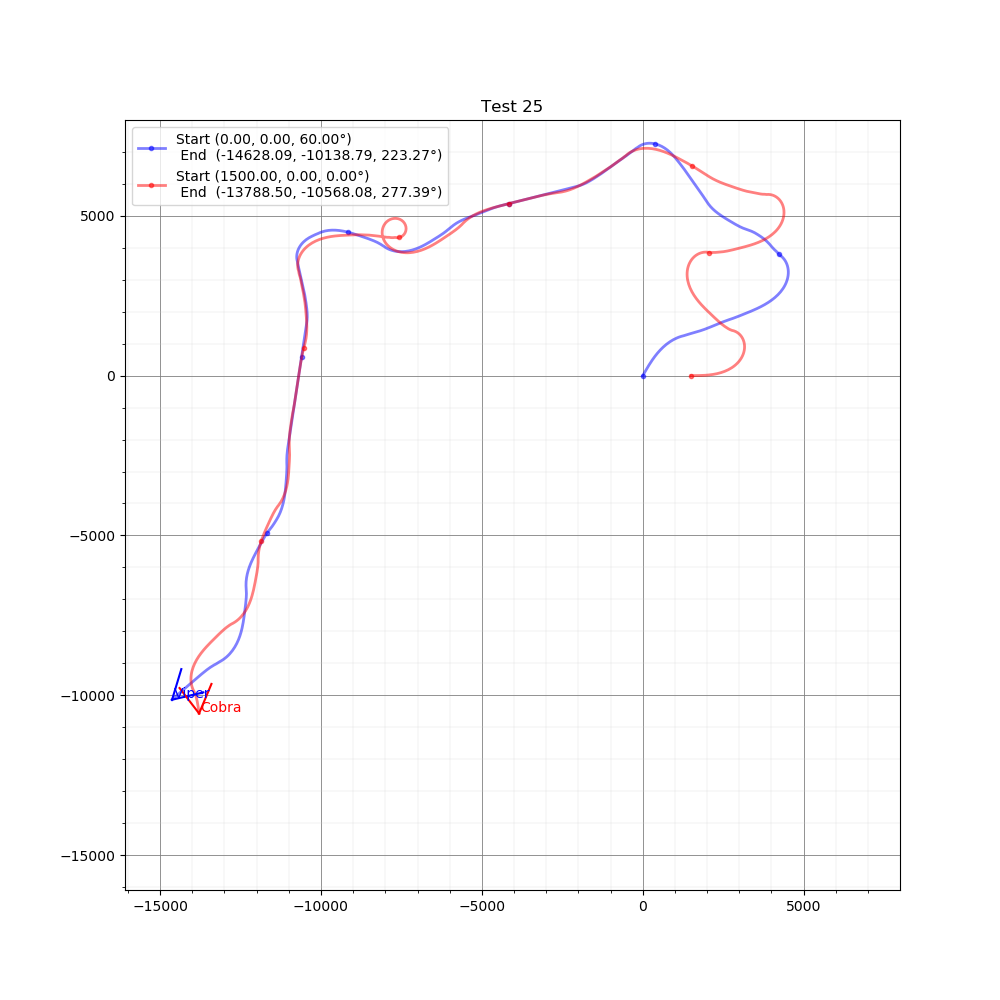 Test 25
Start (0.00, 0.00, 60.00°)
End (-14628.09, -10138.79, 223.27°)
Start (1500.00, 0.00, 0.00°)
End (-13788.50, -10568.08, 277.39°)
5000
0
−5000
−10000
−15000
Viper
Cobra
−15000 −10000 −5000 0 5000